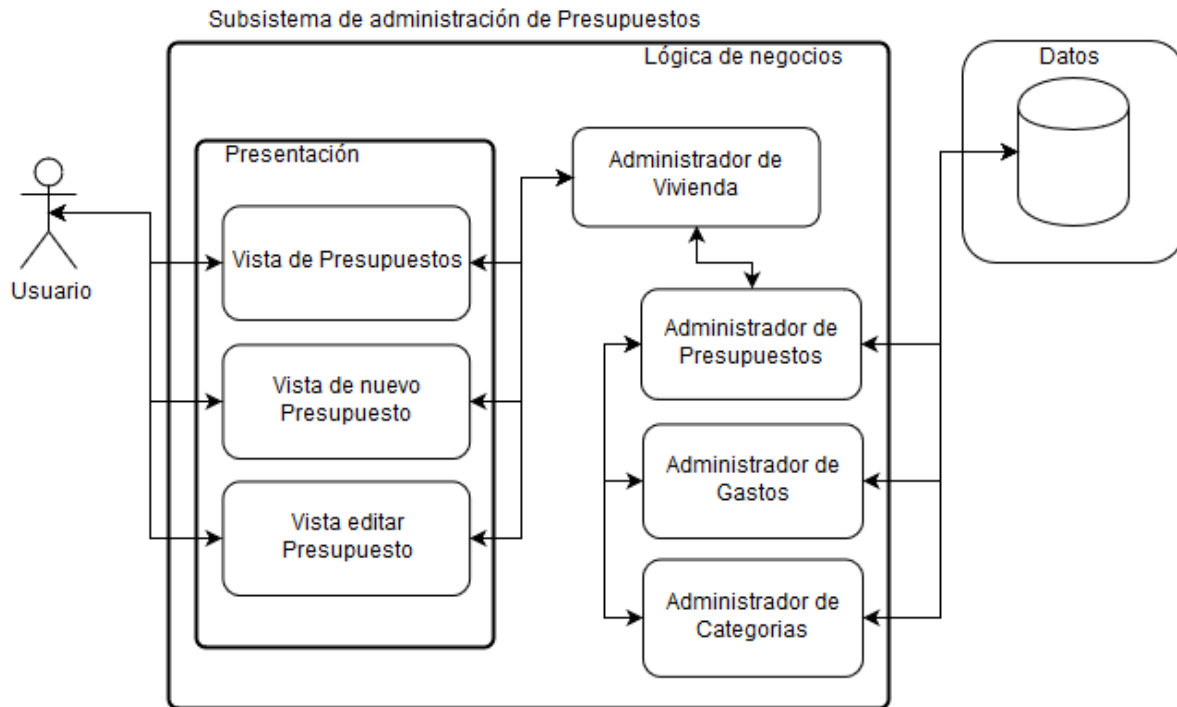 Subsistema de administración de Presupuestos
Lógica de negocios
Datos
Presentación
Administrador de
Vivienda
Usuario
Vista de Presupuestos
Administrador de
Presupuestos
Vista de nuevo
Presupuesto
Administrador de
Gastos
Vista editar
Presupuesto
Administrador de
Categorias